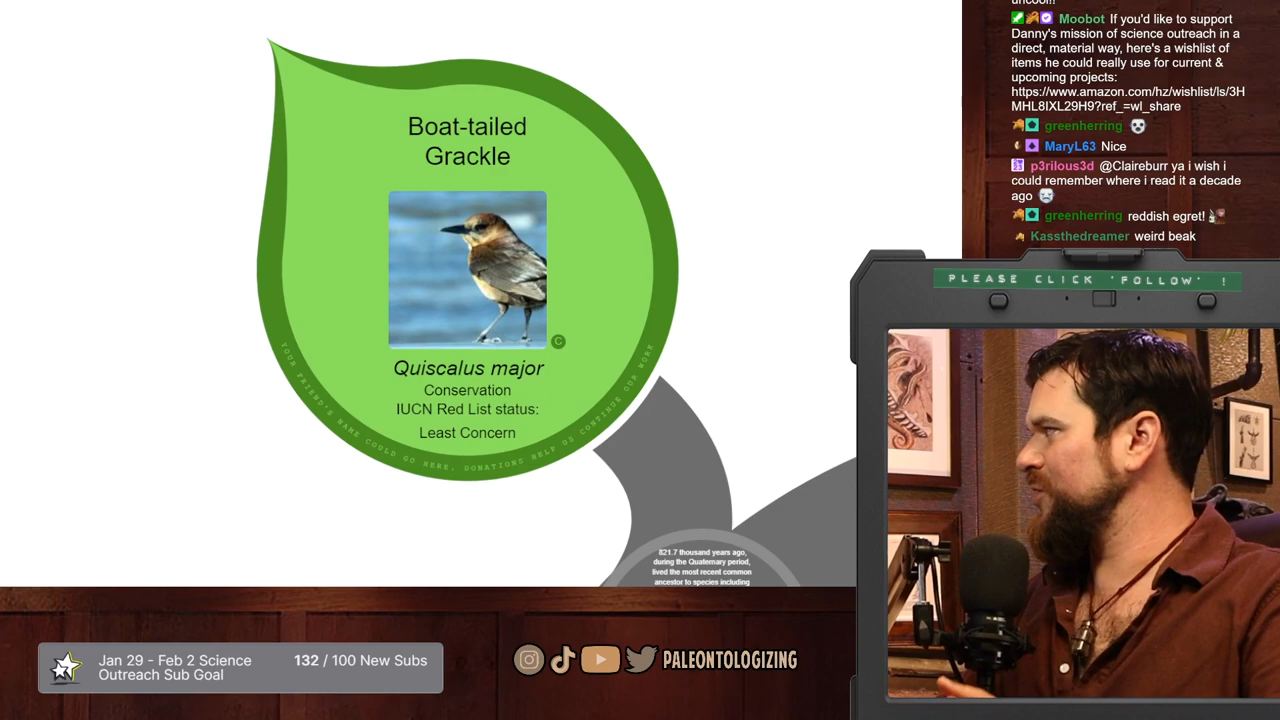 uncool!!
Moobot If you'd like to support
Danny's mission of science outreach in a
direct, material way, here's a wishlist of
items he could really use for current &
upcoming projects:
https://www.amazon.com/hz/wishlist/ls/3H
MHL8IXL29H9?ref_=wl_share
greenherring
MaryL63 Nice
p3rilous3d @Claireburr ya i wish i
could remember where i read it a decade
ago
greenherring reddish egret!
Kassthedreamer weird beak
Boat-tailed
Grackle
C
Quiscalus major
Conservation
IUCN Red List status:
Least Concern
YOUR FRIEND'S NAME COULD GO HERE. DONATIONS HELP US CONTINUE OUR WORK
821.7 thousand years ago,
during the Quaternary period,
lived the most recent common
ancestor to species including
PLEASE CLICK "FOLLOW" !
Jan 29 - Feb 2 Science
Outreach Sub Goal
132 / 100 New Subs
PALEONTOLOGIZING